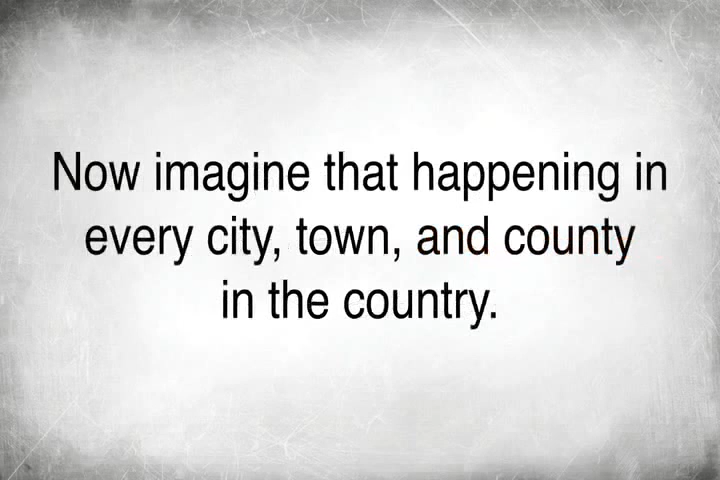 Now imagine that happening in
every city, town, and county
in the country.